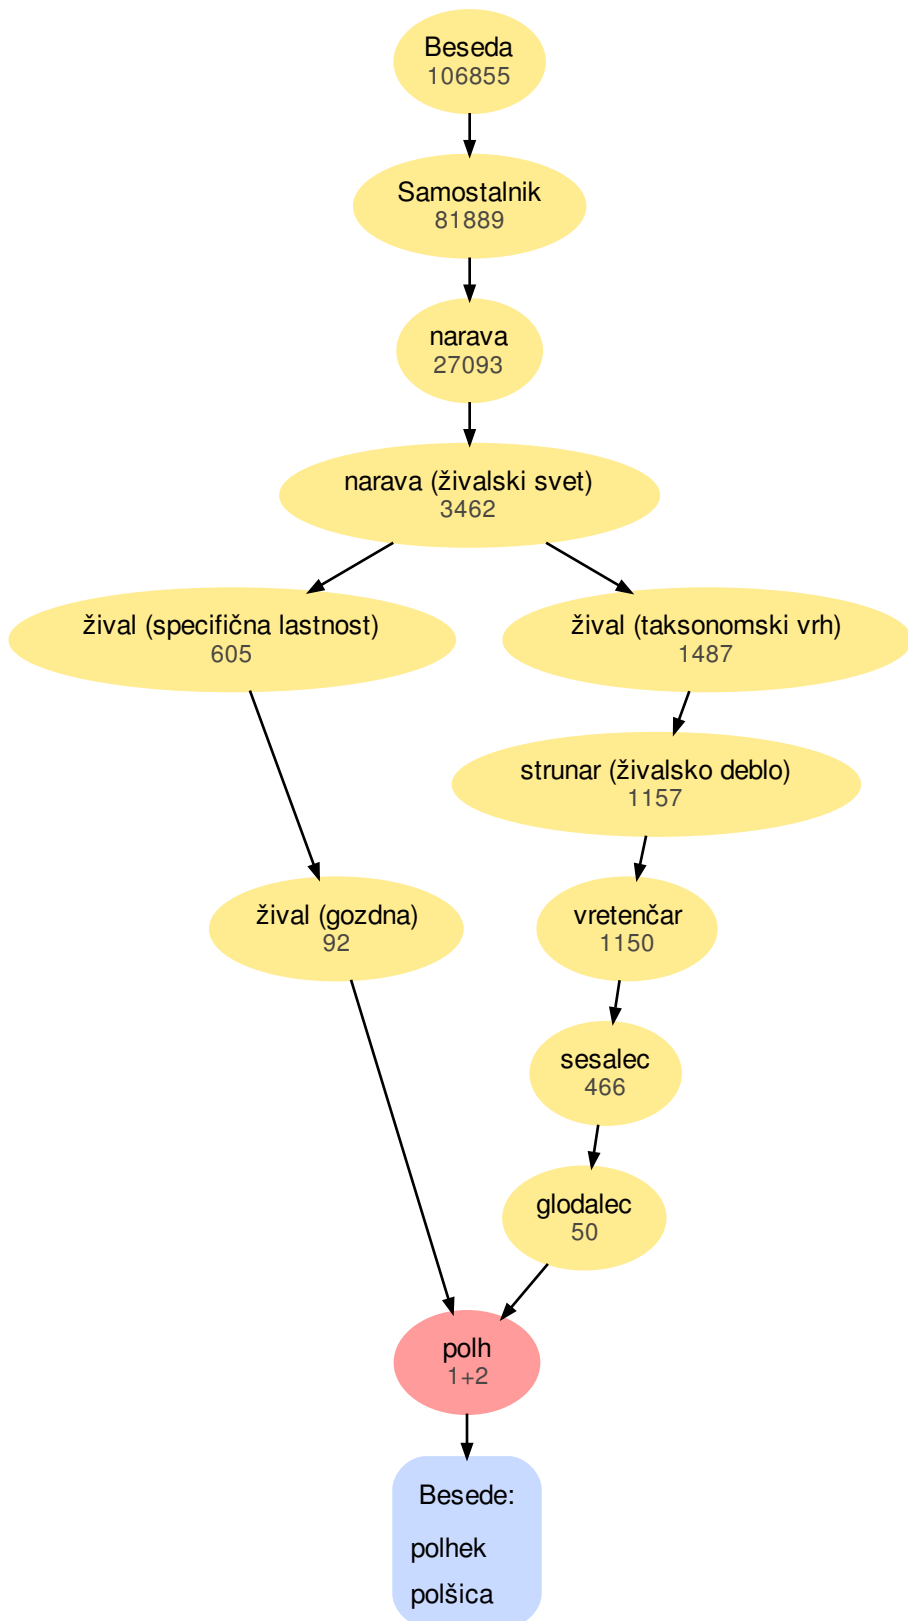 Beseda
106855
Samostalnik
81889
narava
27093
narava (živalski svet)
3462
žival (specifična lastnost)
605
žival (taksonomski vrh)
1487
strunar (živalsko deblo)
1157
žival (gozdna)
92
vretenčar
1150
sesalec
466
glodalec
50
polh
1+2
Besede:
polhek
polšica